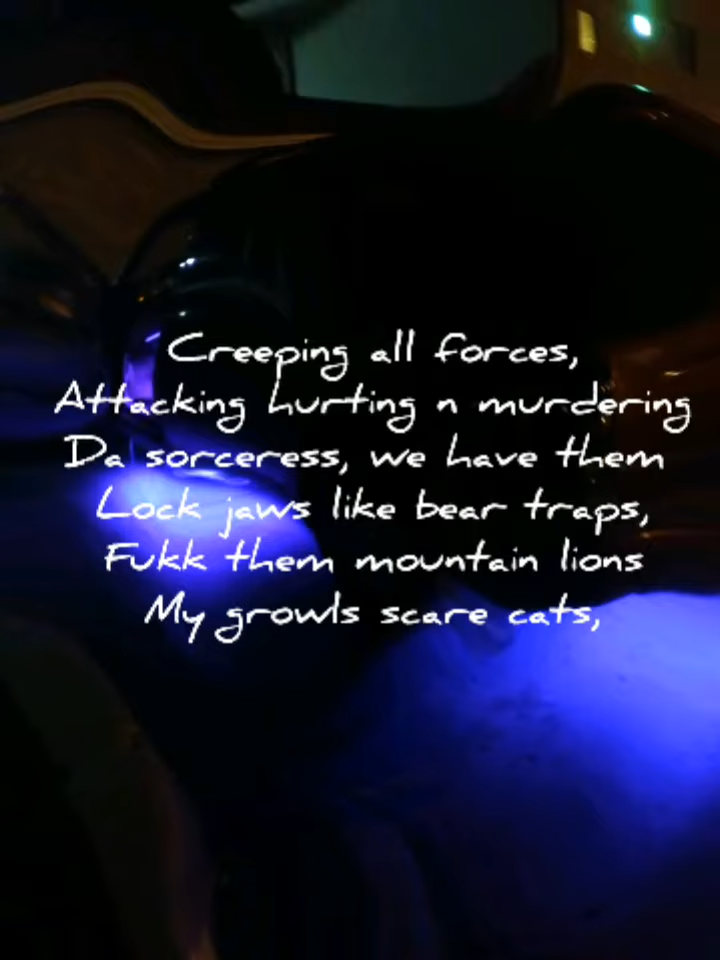 Creeping all forces,
Attacking hurting n murdering
Da sorceress, we have them
Lock jaws like bear traps,
Fukk them mountain lions
My growls scare cats,